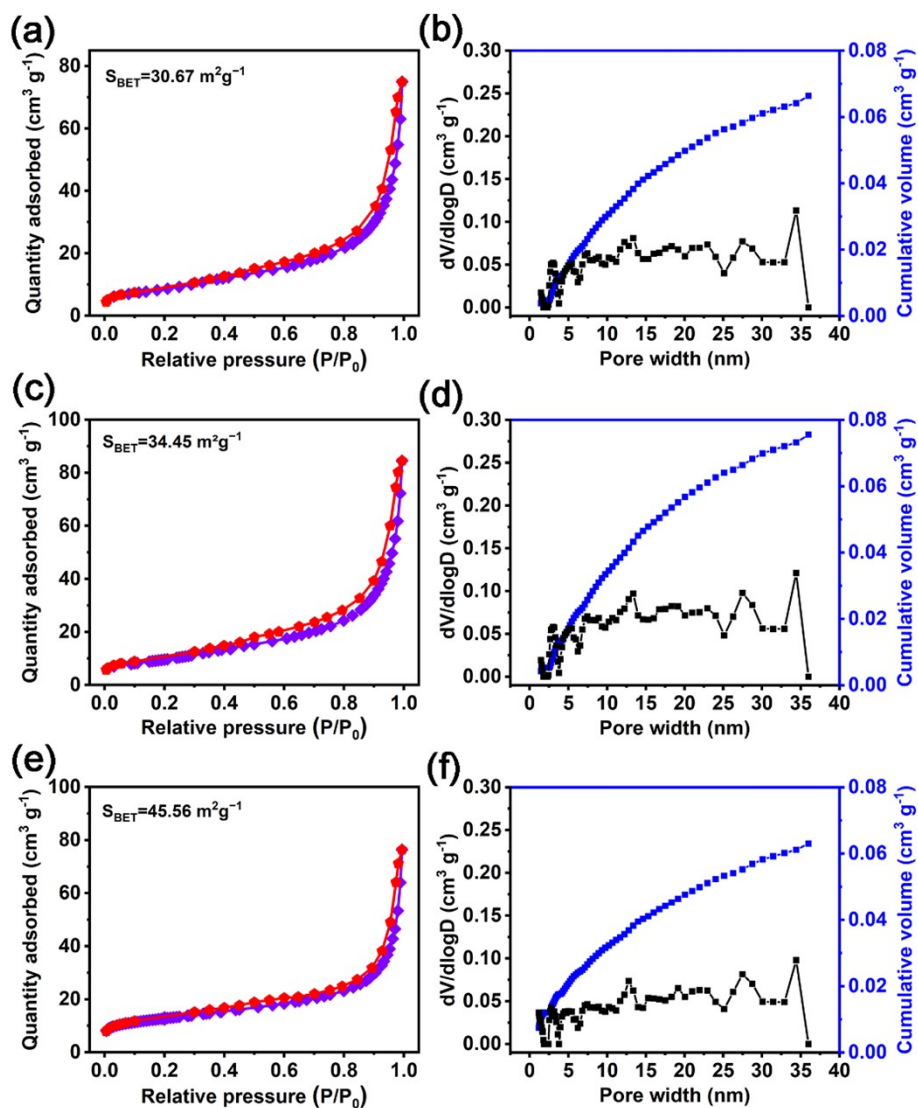 (a)
S_BET=30.67 m²g⁻¹
80
60
40
20
0
0.0 0.2 0.4 0.6 0.8 1.0
Quantity adsorbed (cm³ g⁻¹)
Relative pressure (P/P₀)
(b)
0.30
0.25
0.20
0.15
0.10
0.05
0.00
0 5 10 15 20 25 30 35 40
dV/dlogD (cm³ g⁻¹)
Pore width (nm)
0.08
0.06
0.04
0.02
0.00
Cumulative volume (cm³ g⁻¹)
(c)
S_BET=34.45 m²g⁻¹
100
80
60
40
20
0
0.0 0.2 0.4 0.6 0.8 1.0
Quantity adsorbed (cm³ g⁻¹)
Relative pressure (P/P₀)
(d)
0.30
0.25
0.20
0.15
0.10
0.05
0.00
0 5 10 15 20 25 30 35 40
dV/dlogD (cm³ g⁻¹)
Pore width (nm)
0.08
0.06
0.04
0.02
0.00
Cumulative volume (cm³ g⁻¹)
(e)
S_BET=45.56 m²g⁻¹
100
80
60
40
20
0
0.0 0.2 0.4 0.6 0.8 1.0
Quantity adsorbed (cm³ g⁻¹)
Relative pressure (P/P₀)
(f)
0.30
0.25
0.20
0.15
0.10
0.05
0.00
0 5 10 15 20 25 30 35 40
dV/dlogD (cm³ g⁻¹)
Pore width (nm)
0.08
0.06
0.04
0.02
0.00
Cumulative volume (cm³ g⁻¹)